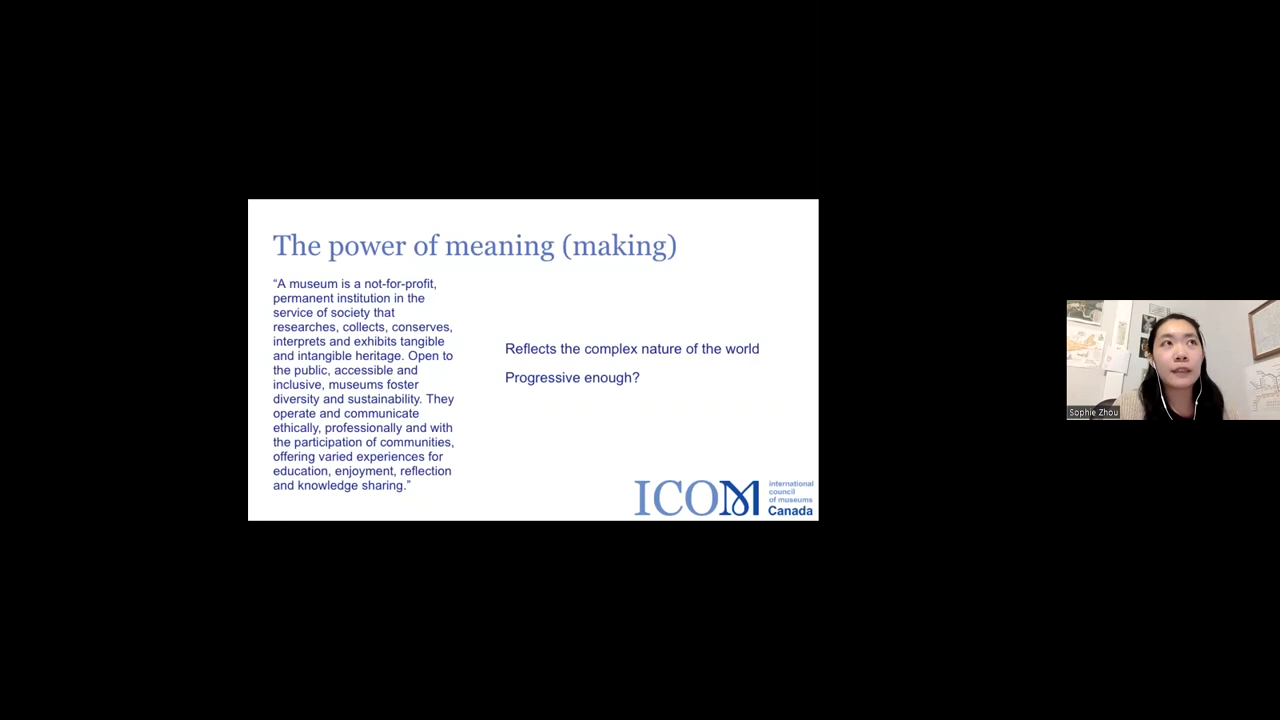 The power of meaning (making)
“A museum is a not-for-profit,
permanent institution in the
service of society that
researches, collects, conserves,
interprets and exhibits tangible
and intangible heritage. Open to
the public, accessible and
inclusive, museums foster
diversity and sustainability. They
operate and communicate
ethically, professionally and with
the participation of communities,
offering varied experiences for
education, enjoyment, reflection
and knowledge sharing.”
Reflects the complex nature of the world
Progressive enough?
ICOM
international
council
of museums
Canada
Sophie Zhou